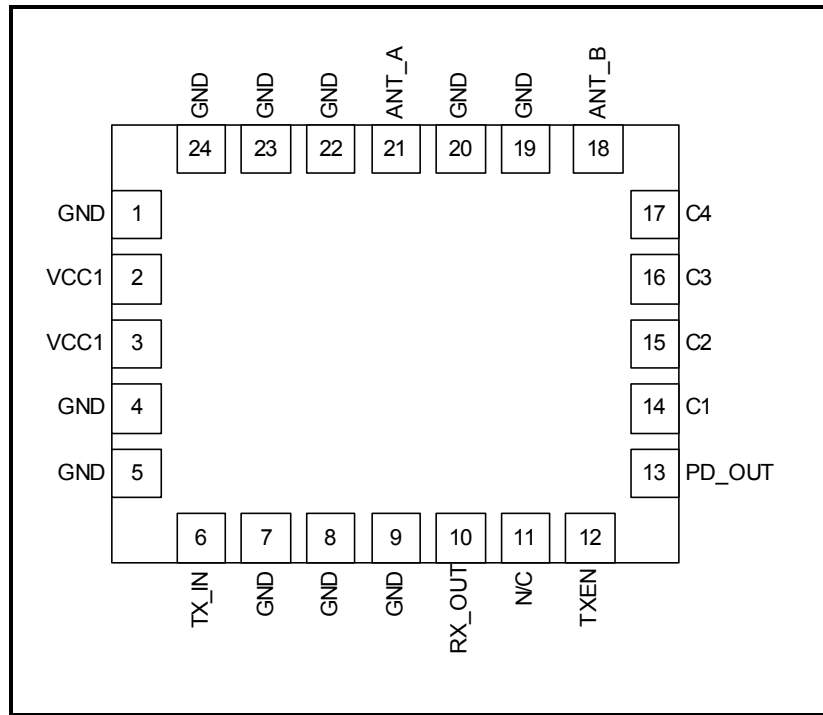 GND GND GND ANT_A GND GND ANT_B
24 23 22 21 20 19 18
GND 1 17 C4
VCC1 2 16 C3
VCC1 3 15 C2
GND 4 14 C1
GND 5 13 PD_OUT
6 7 8 9 10 11 12
TX_IN GND GND GND RX_OUT N/C TXEN